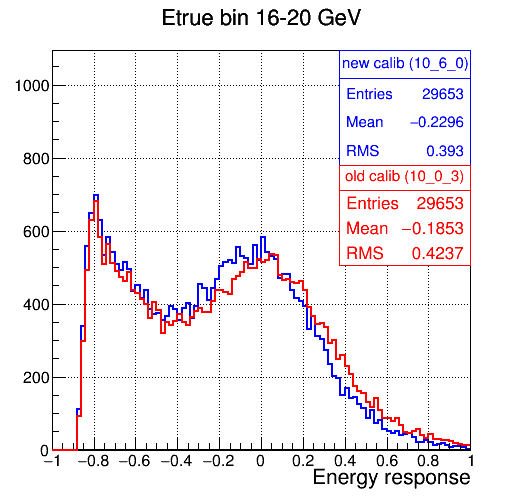 Etrue bin 16-20 GeV
new calib (10_6_0)
Entries 29653
Mean −0.2296
RMS 0.393
old calib (10_0_3)
Entries 29653
Mean −0.1853
RMS 0.4237
1000
800
600
400
200
0
−1 −0.8 −0.6 −0.4 −0.2 0 0.2 0.4 0.6 0.8 1
Energy response